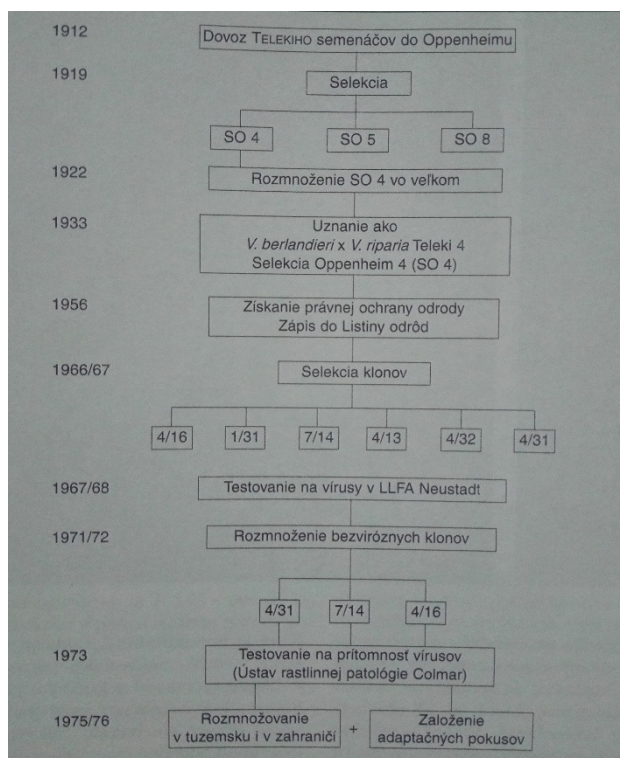 1912
Dovoz TELEKIHO semenáčov do Oppenheimu
1919
Selekcia
SO 4
SO 5
SO 8
1922
Rozmnoženie SO 4 vo veľkom
1933
Uznanie ako
V. berlandieri x V. riparia Teleki 4
Selekcia Oppenheim 4 (SO 4)
1956
Získanie právnej ochrany odrody
Zápis do Listiny odrôd
1966/67
Selekcia klonov
4/16
1/31
7/14
4/13
4/32
4/31
1967/68
Testovanie na vírusy v LLFA Neustadt
1971/72
Rozmnoženie bezviróznych klonov
4/31
7/14
4/16
1973
Testovanie na prítomnosť vírusov
(Ústav rastlinnej patológie Colmar)
1975/76
Rozmnožovanie
v tuzemsku i v zahraničí
+
Založenie
adaptačných pokusov